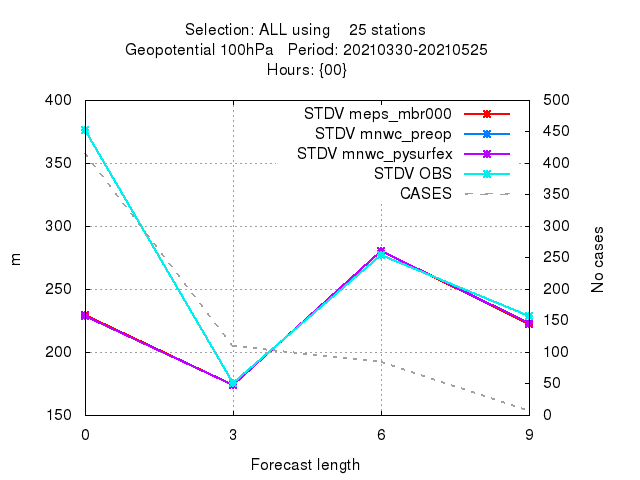 Selection: ALL using 25 stations
Geopotential 100hPa Period: 20210330-20210525
Hours: {00}
STDV meps_mbr000
STDV mnwc_preop
STDV mnwc_pysurfex
STDV OBS
CASES
400
350
300
250
200
150
m
500
450
400
350
300
250
200
150
100
50
0
No cases
0 3 6 9
Forecast length